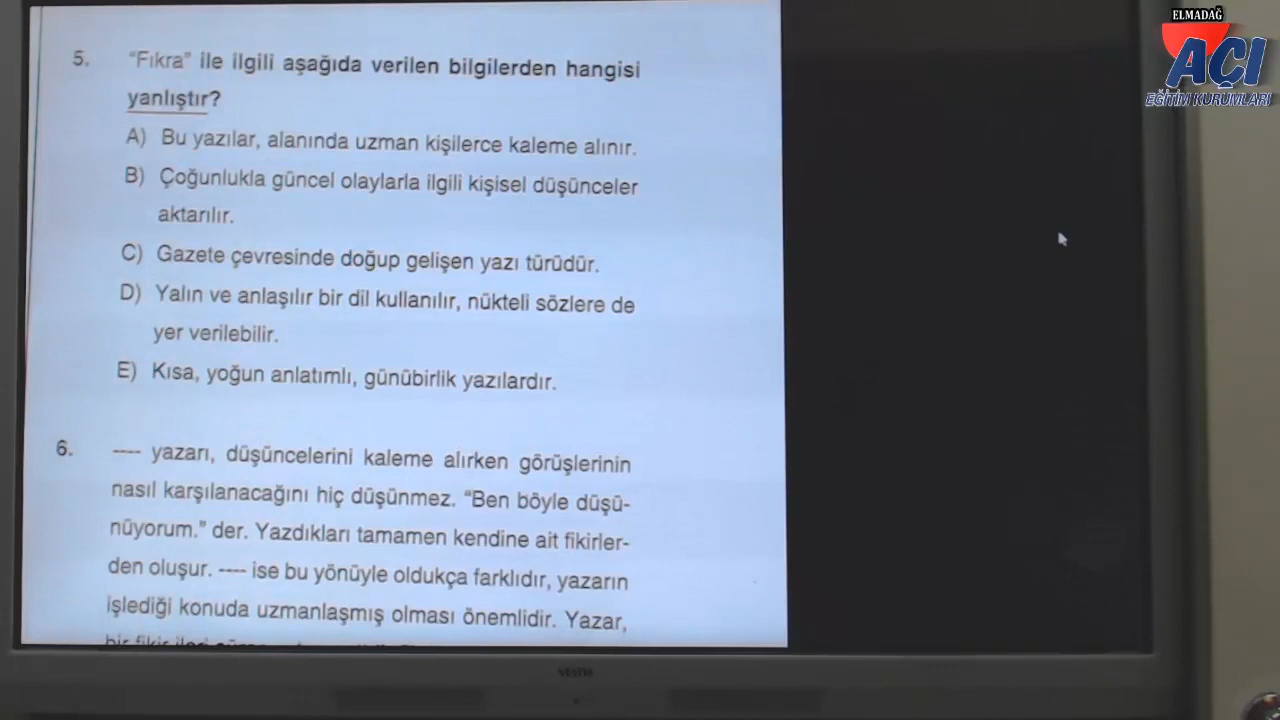 ELMADAĞ
AÇI
EĞİTİM KURUMLARI
5. "Fıkra" ile ilgili aşağıda verilen bilgilerden hangisi
yanlıştır?
A) Bu yazılar, alanında uzman kişilerce kaleme alınır.
B) Çoğunlukla güncel olaylarla ilgili kişisel düşünceler
aktarılır.
C) Gazete çevresinde doğup gelişen yazı türüdür.
D) Yalın ve anlaşılır bir dil kullanılır, nükteli sözlere de
yer verilebilir.
E) Kısa, yoğun anlatımlı, günübirlik yazılardır.
6. ---- yazarı, düşüncelerini kaleme alırken görüşlerinin
nasıl karşılanacağını hiç düşünmez. "Ben böyle düşü-
nüyorum." der. Yazdıkları tamamen kendine ait fikirler-
den oluşur. ---- ise bu yönüyle oldukça farklıdır, yazarın
işlediği konuda uzmanlaşmış olması önemlidir. Yazar,
bir fikir ileri
VESTEL